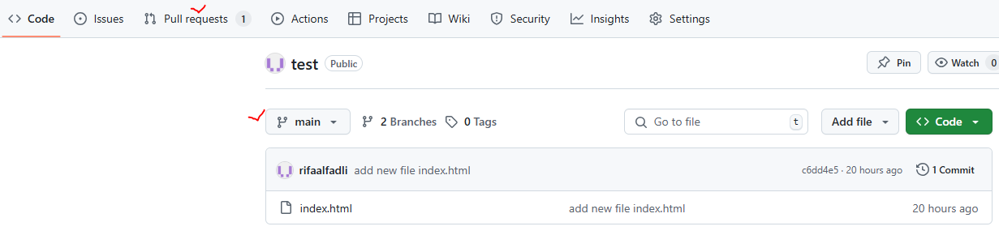 Code Issues Pull requests 1 Actions Projects Wiki Security Insights Settings
test Public Pin Watch 0
main 2 Branches 0 Tags Go to file t Add file Code
rifaalfadli add new file index.html c6dd4e5 · 20 hours ago 1 Commit
index.html add new file index.html 20 hours ago